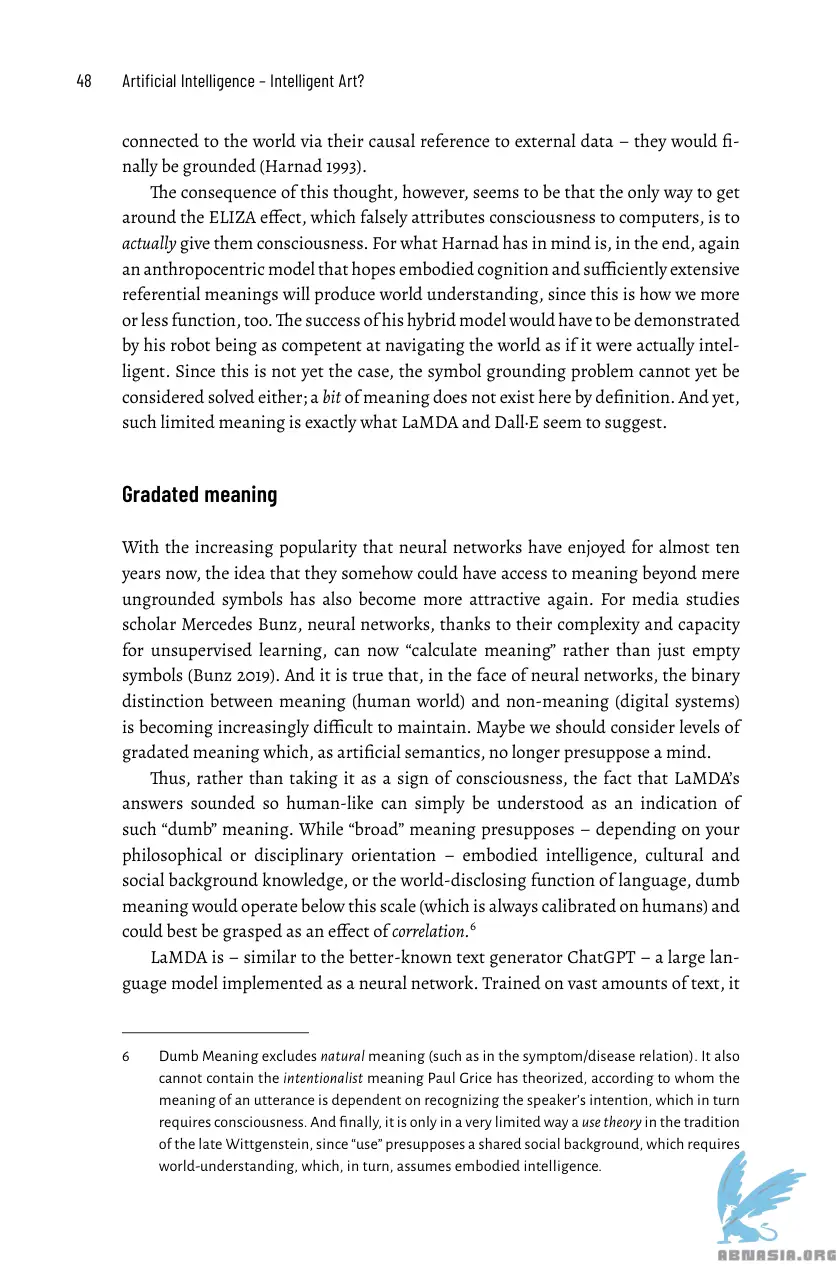 48 Artificial Intelligence – Intelligent Art?
connected to the world via their causal reference to external data – they would fi-
nally be grounded (Harnad 1993).
The consequence of this thought, however, seems to be that the only way to get
around the ELIZA effect, which falsely attributes consciousness to computers, is to
actually give them consciousness. For what Harnad has in mind is, in the end, again
an anthropocentric model that hopes embodied cognition and sufficiently extensive
referential meanings will produce world understanding, since this is how we more
or less function, too. The success of his hybrid model would have to be demonstrated
by his robot being as competent at navigating the world as if it were actually intel-
ligent. Since this is not yet the case, the symbol grounding problem cannot yet be
considered solved either; a bit of meaning does not exist here by definition. And yet,
such limited meaning is exactly what LaMDA and Dall·E seem to suggest.
Gradated meaning
With the increasing popularity that neural networks have enjoyed for almost ten
years now, the idea that they somehow could have access to meaning beyond mere
ungrounded symbols has also become more attractive again. For media studies
scholar Mercedes Bunz, neural networks, thanks to their complexity and capacity
for unsupervised learning, can now “calculate meaning” rather than just empty
symbols (Bunz 2019). And it is true that, in the face of neural networks, the binary
distinction between meaning (human world) and non-meaning (digital systems)
is becoming increasingly difficult to maintain. Maybe we should consider levels of
gradated meaning which, as artificial semantics, no longer presuppose a mind.
Thus, rather than taking it as a sign of consciousness, the fact that LaMDA’s
answers sounded so human-like can simply be understood as an indication of
such “dumb” meaning. While “broad” meaning presupposes – depending on your
philosophical or disciplinary orientation – embodied intelligence, cultural and
social background knowledge, or the world-disclosing function of language, dumb
meaning would operate below this scale (which is always calibrated on humans) and
could best be grasped as an effect of correlation.⁶
LaMDA is – similar to the better-known text generator ChatGPT – a large lan-
guage model implemented as a neural network. Trained on vast amounts of text, it
6 Dumb Meaning excludes natural meaning (such as in the symptom/disease relation). It also
cannot contain the intentionalist meaning Paul Grice has theorized, according to whom the
meaning of an utterance is dependent on recognizing the speaker’s intention, which in turn
requires consciousness. And finally, it is only in a very limited way a use theory in the tradition
of the late Wittgenstein, since “use” presupposes a shared social background, which requires
world-understanding, which, in turn, assumes embodied intelligence.
ABNASIA.ORG